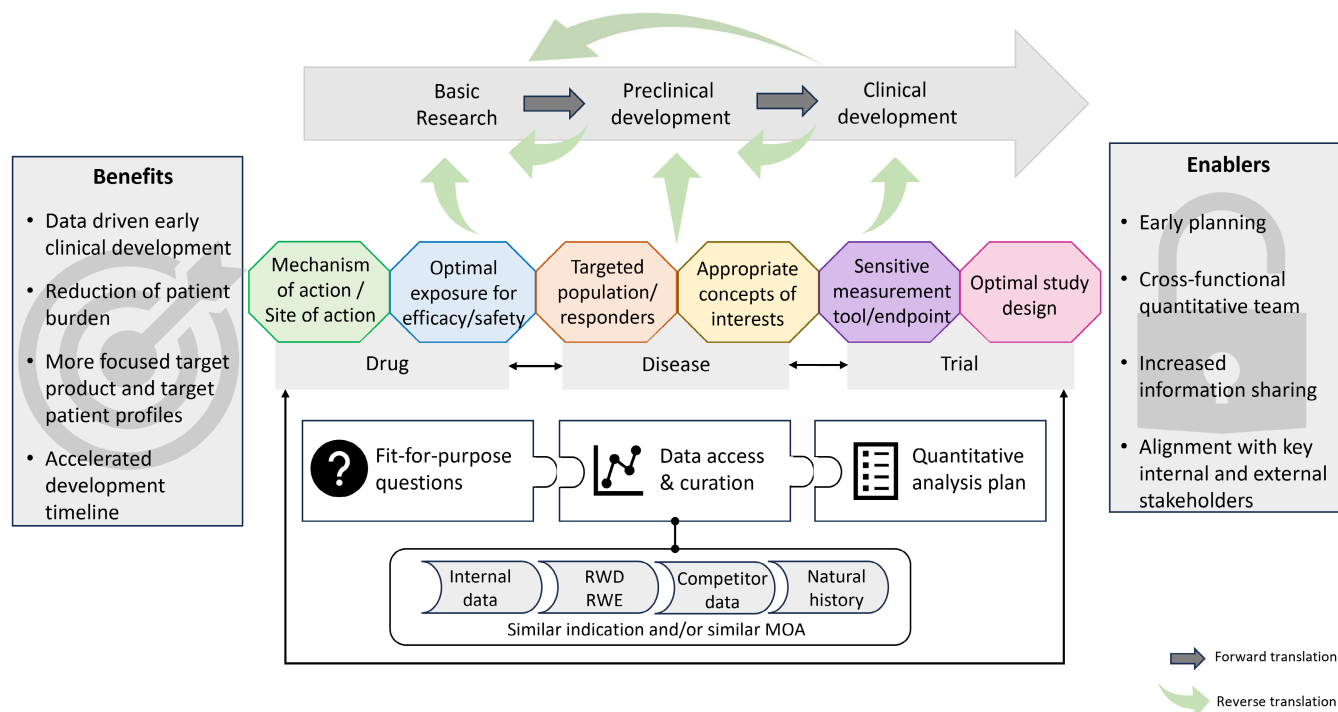 Basic
Research
Preclinical
development
Clinical
development
Benefits
• Data driven early
clinical development
• Reduction of patient
burden
• More focused target
product and target
patient profiles
• Accelerated
development
timeline
Enablers
• Early planning
• Cross-functional
quantitative team
• Increased
information sharing
• Alignment with key
internal and external
stakeholders
Mechanism
of action /
Site of action
Optimal
exposure for
efficacy/safety
Targeted
population/
responders
Appropriate
concepts of
interests
Sensitive
measurement
tool/endpoint
Optimal study
design
Drug
Disease
Trial
?
Fit-for-purpose
questions
Data access
& curation
Quantitative
analysis plan
Internal
data
RWD
RWE
Competitor
data
Natural
history
Similar indication and/or similar MOA
Forward translation
Reverse translation